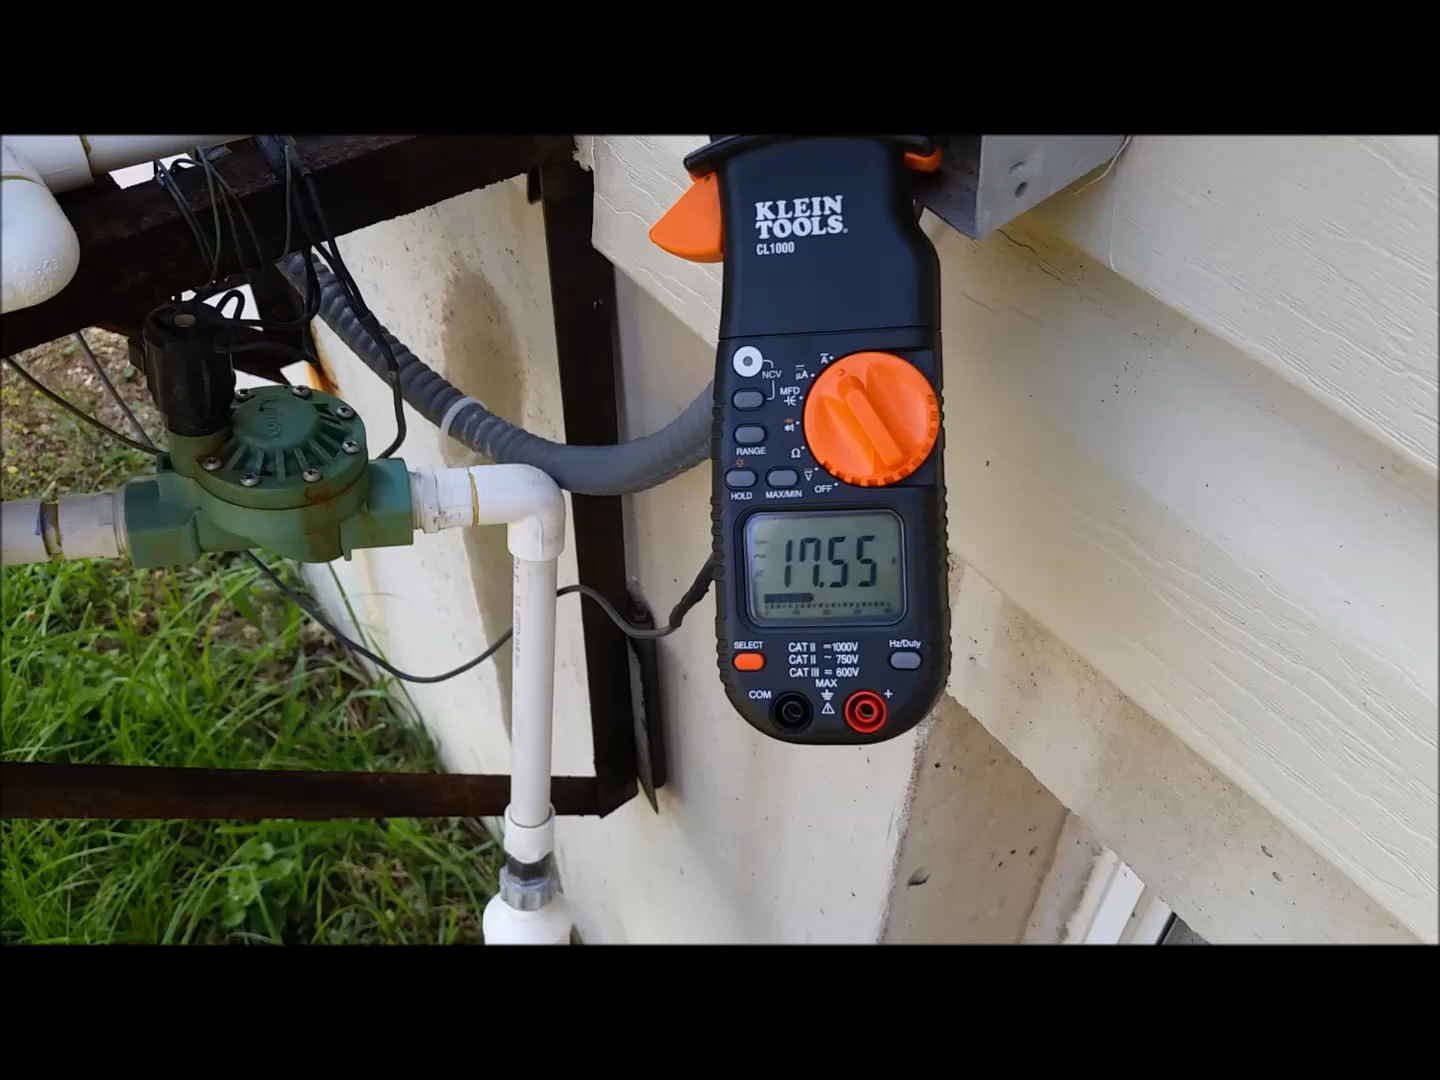 KLEIN
TOOLS®
CL1000
A
NCV
µA
MFD
RANGE
Ω
V
HOLD
MAX/MIN
OFF
17.55
SELECT
CAT II ⎓ 1000V
CAT II ~ 750V
CAT III ≂ 600V
MAX
Hz/Duty
COM
+